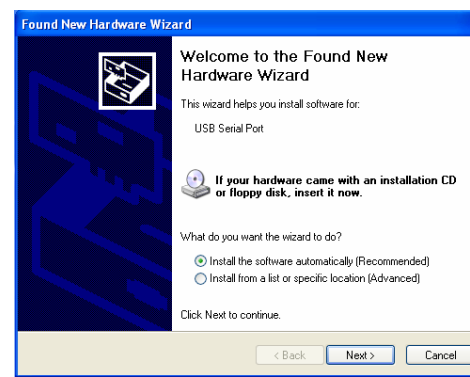 Found New Hardware Wizard
Welcome to the Found New
Hardware Wizard
This wizard helps you install software for:
USB Serial Port
If your hardware came with an installation CD
or floppy disk, insert it now.
What do you want the wizard to do?
Install the software automatically (Recommended)
Install from a list or specific location (Advanced)
Click Next to continue.
< Back Next > Cancel